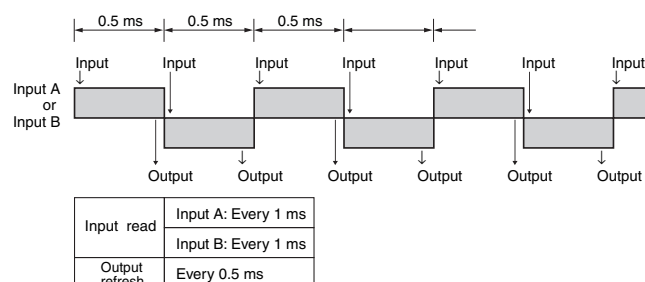 0.5 ms 0.5 ms 0.5 ms
Input Input Input Input Input Input Input
Input A
or
Input B
Output Output Output Output Output Output
Input read
Input A: Every 1 ms
Input B: Every 1 ms
Output
refresh
Every 0.5 ms